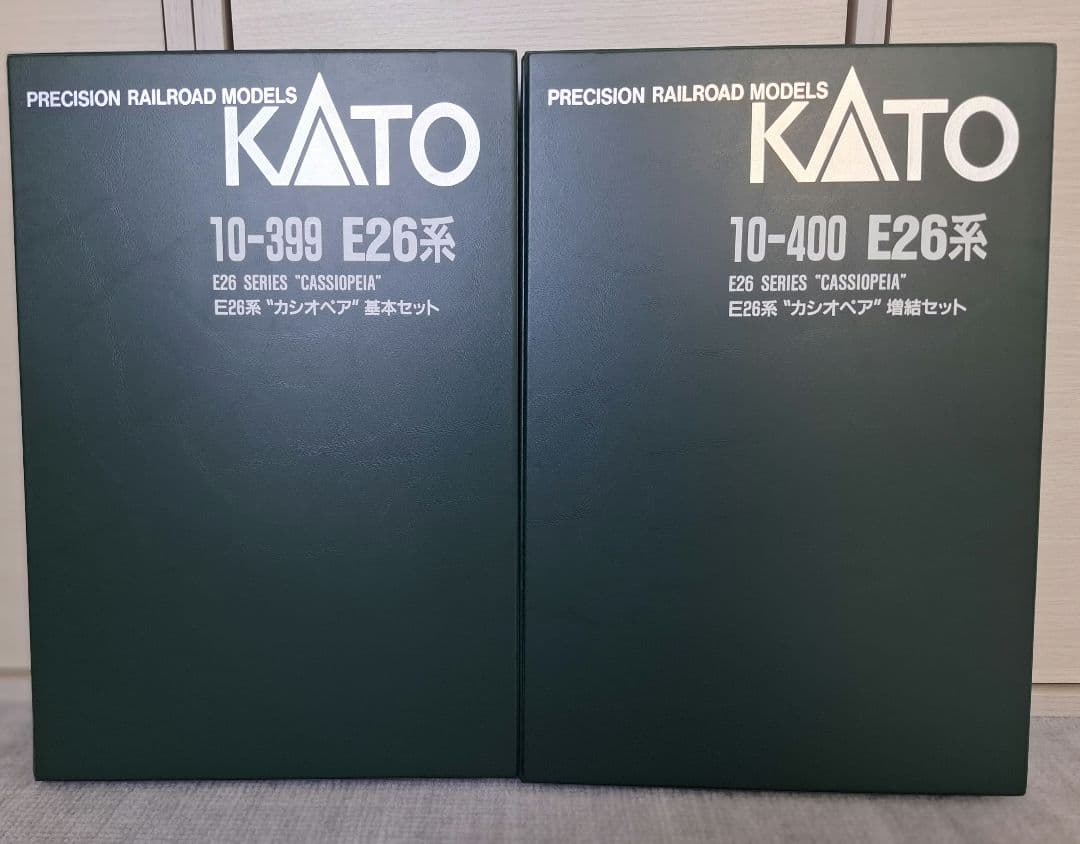 PRECISION RAILROAD MODELS
KATO
10-399 E26系
E26 SERIES "CASSIOPEIA"
E26系 "カシオペア" 基本セット
PRECISION RAILROAD MODELS
KATO
10-400 E26系
E26 SERIES "CASSIOPEIA"
E26系 "カシオペア" 増結セット